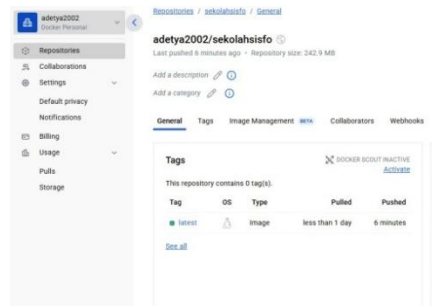 adetya2002
Docker Personal
Repositories
Collaborations
Settings
Default privacy
Notifications
Billing
Usage
Pulls
Storage
Repositories / sekolahsisfo / General
adetya2002/sekolahsisfo
Last pushed 6 minutes ago • Repository size: 242.9 MB
Add a description
Add a category
General Tags Image Management BETA Collaborators Webhooks
Tags
DOCKER SCOUT INACTIVE
Activate
This repository contains 0 tag(s).
Tag OS Type Pulled Pushed
latest Image less than 1 day 6 minutes
See all